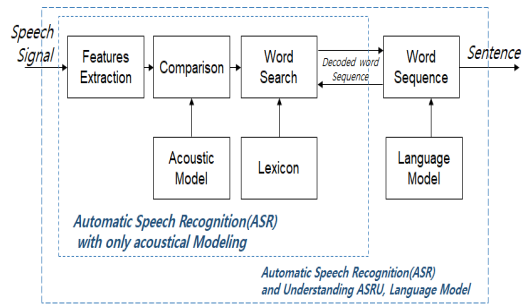 Speech
Signal
Features
Extraction
Comparison
Word
Search
Decoded word
Sequence
Word
Sequence
Sentence
Acoustic
Model
Lexicon
Language
Model
Automatic Speech Recognition(ASR)
with only acoustical Modeling
Automatic Speech Recognition(ASR)
and Understanding ASRU, Language Model